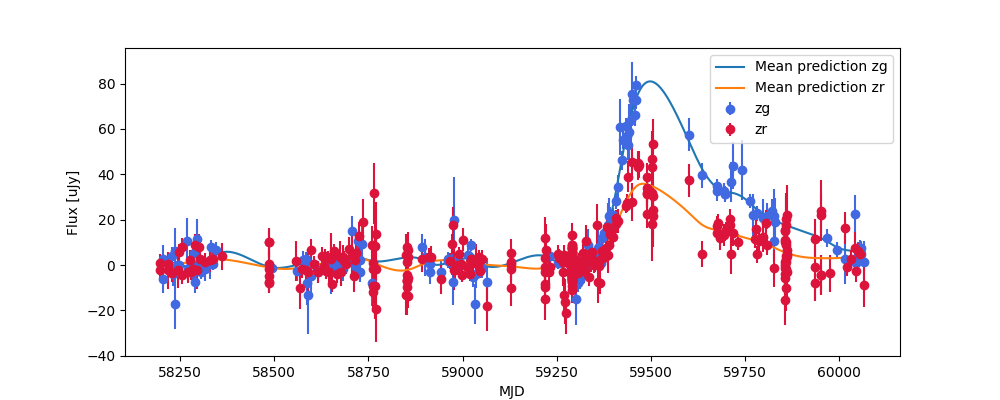 Mean prediction zg
Mean prediction zr
zg
zr
Flux [uJy]
80
60
40
20
0
−20
−40
58250
58500
58750
59000
59250
59500
59750
60000
MJD